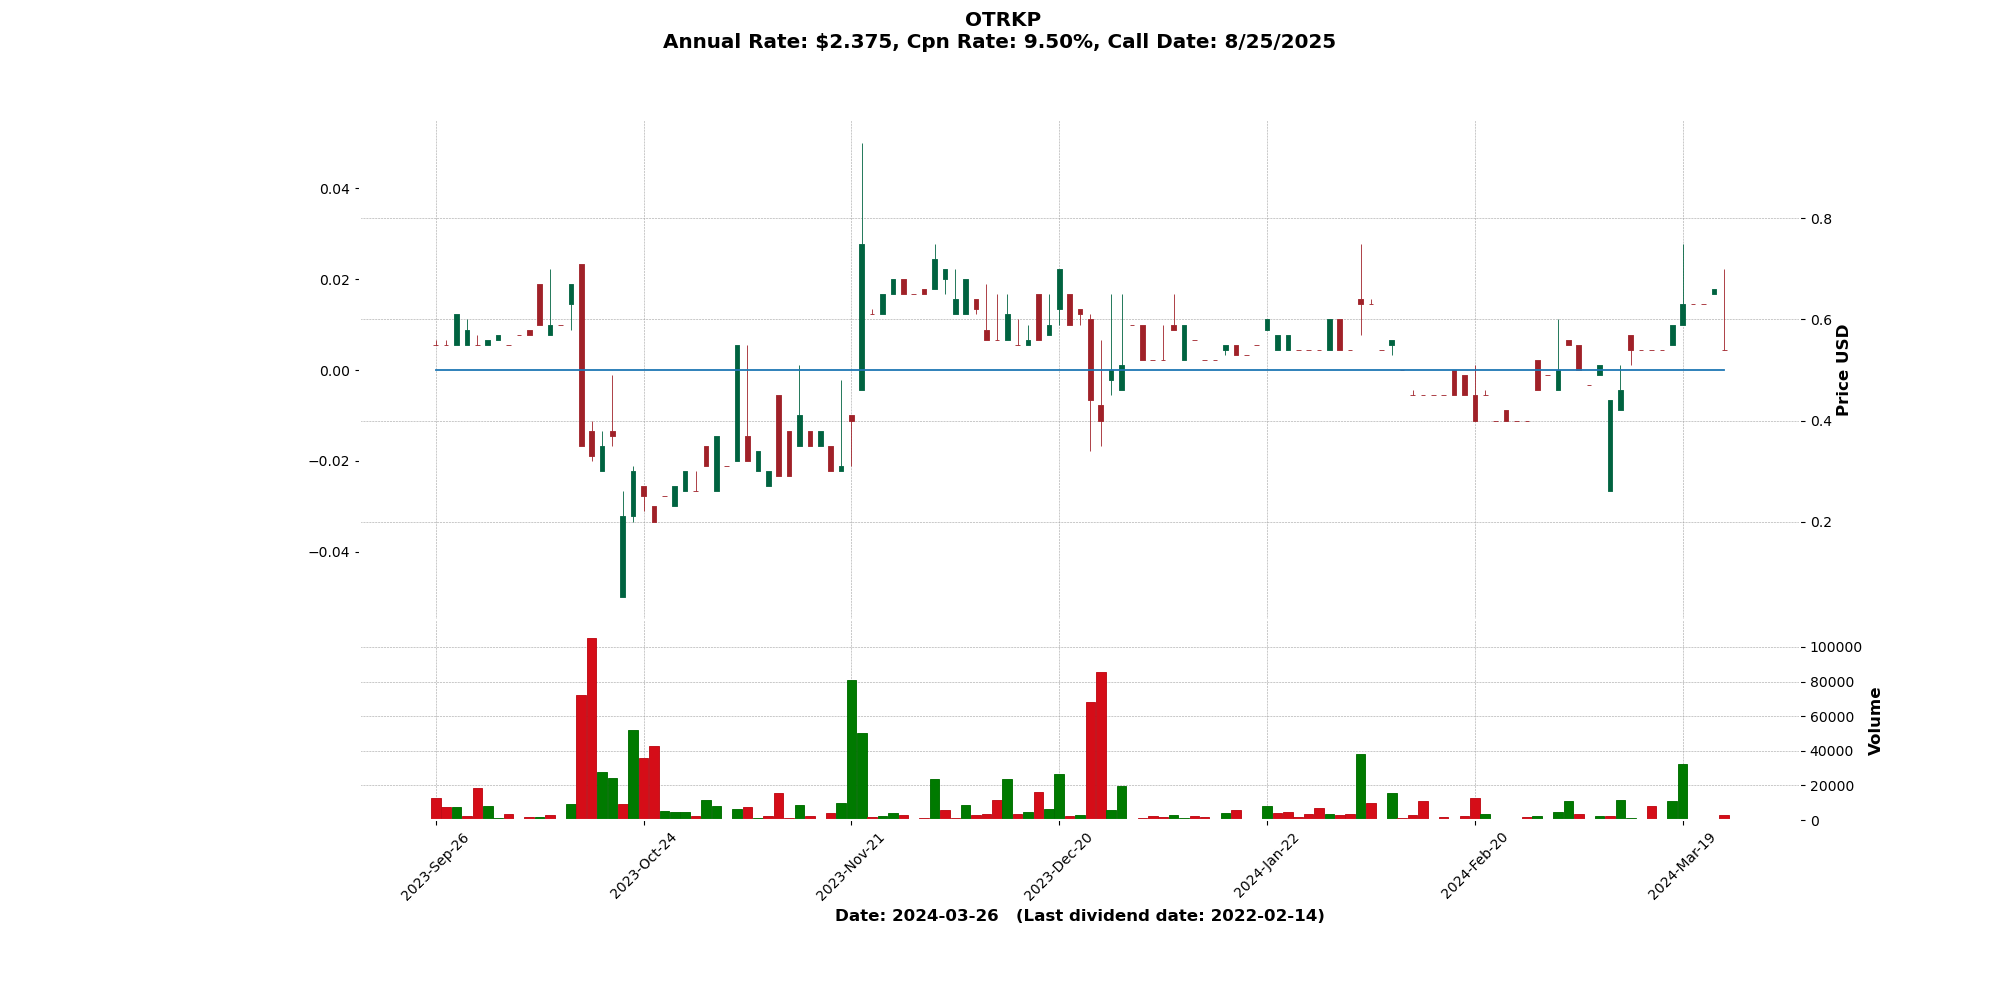 OTRKP
Annual Rate: $2.375, Cpn Rate: 9.50%, Call Date: 8/25/2025
0.04
0.02
0.00
−0.02
−0.04
0.8
0.6
0.4
0.2
Price USD
100000
80000
60000
40000
20000
0
Volume
2023-Sep-26
2023-Oct-24
2023-Nov-21
2023-Dec-20
2024-Jan-22
2024-Feb-20
2024-Mar-19
Date: 2024-03-26   (Last dividend date: 2022-02-14)